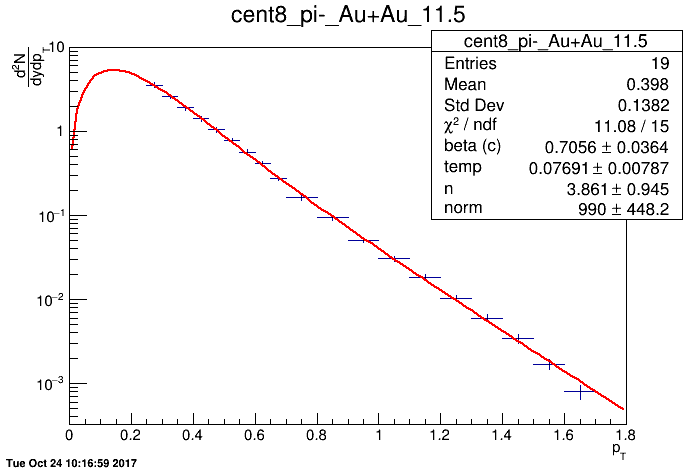 cent8_pi-_Au+Au_11.5
d²N
dydp_T
cent8_pi-_Au+Au_11.5
Entries 19
Mean 0.398
Std Dev 0.1382
χ² / ndf 11.08 / 15
beta (c) 0.7056 ± 0.0364
temp 0.07691 ± 0.00787
n 3.861 ± 0.945
norm 990 ± 448.2
10
1
10⁻¹
10⁻²
10⁻³
0 0.2 0.4 0.6 0.8 1 1.2 1.4 1.6 1.8
p_T
Tue Oct 24 10:16:59 2017